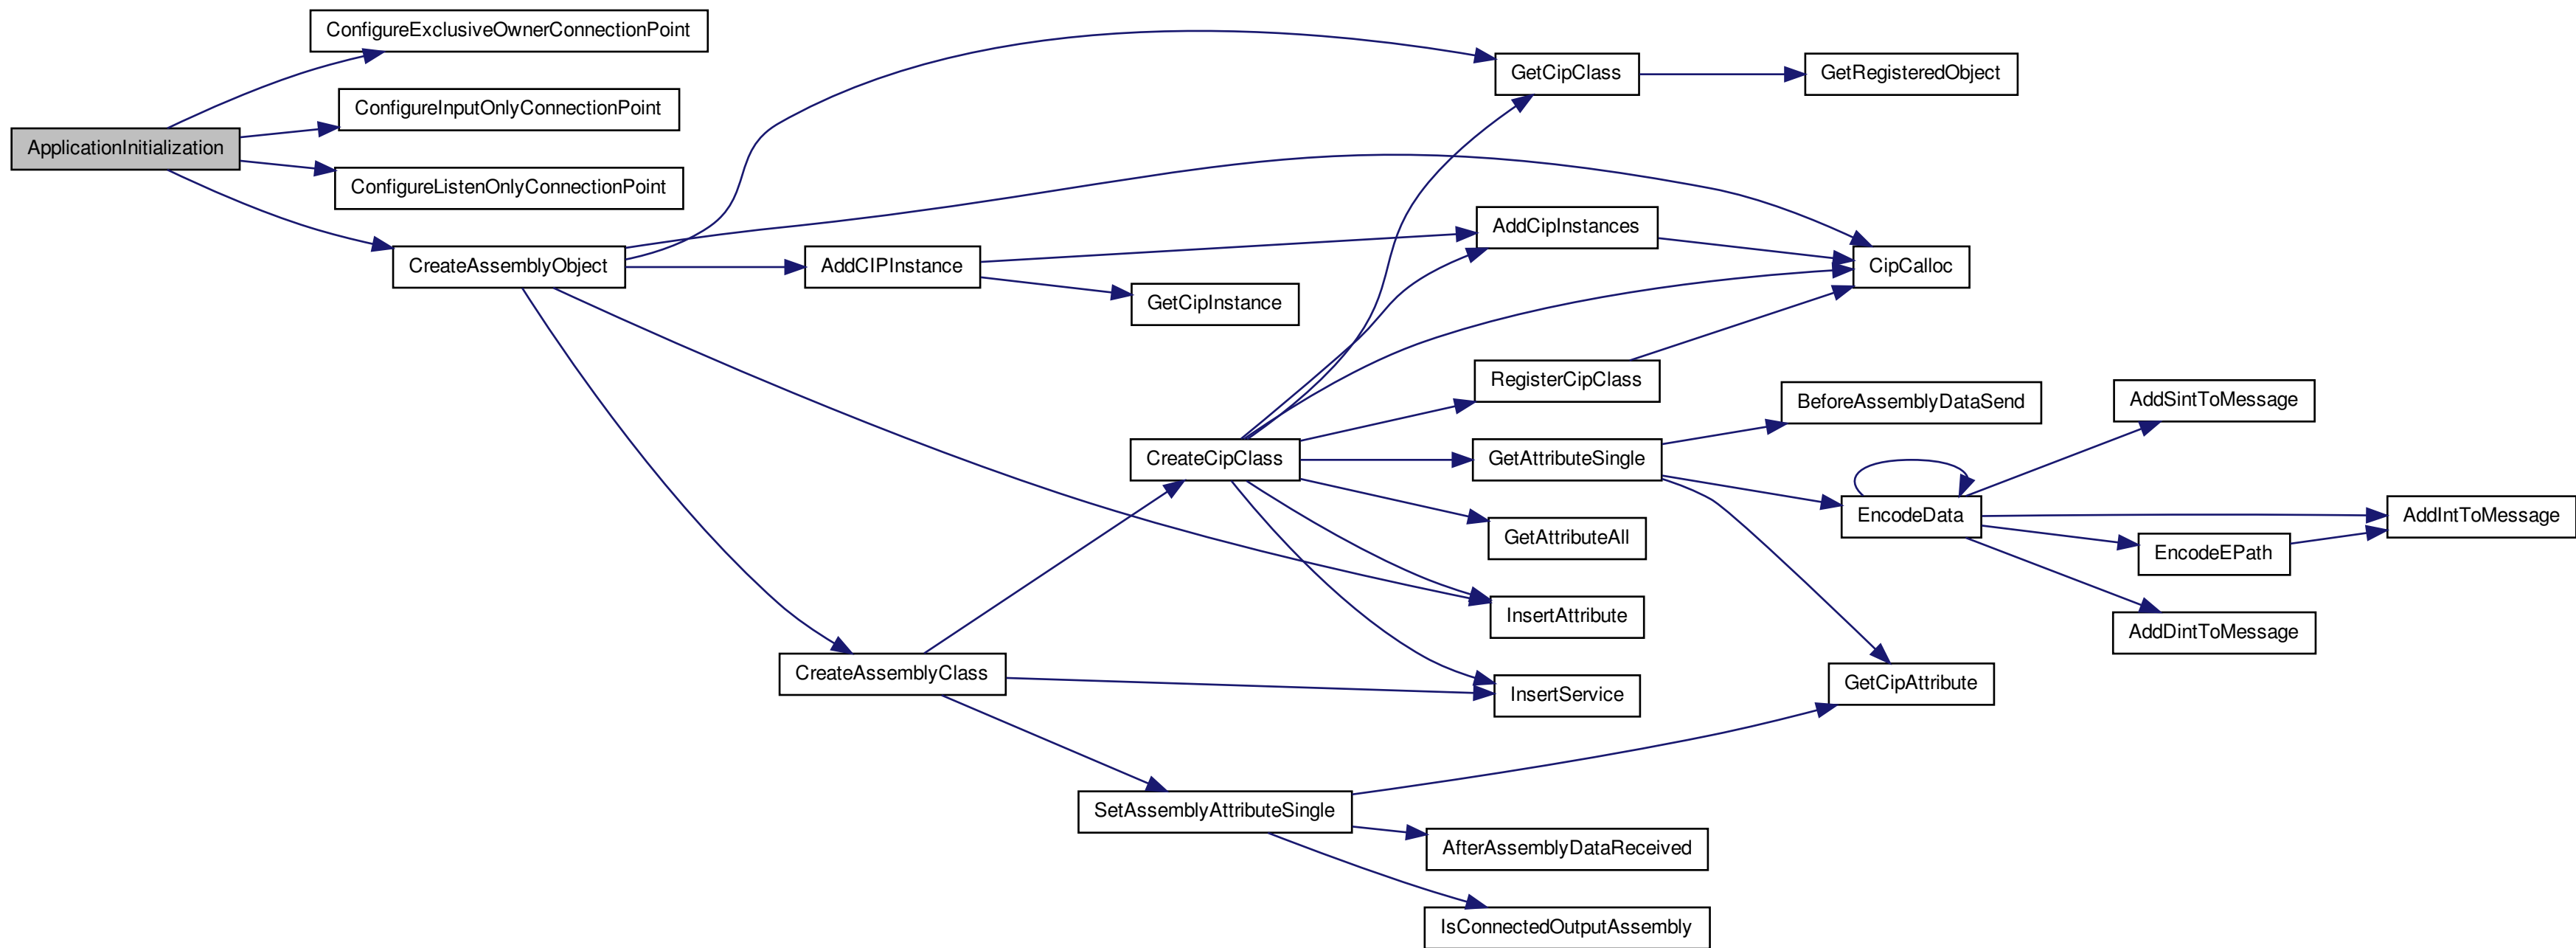 ConfigureExclusiveOwnerConnectionPoint
GetCipClass
GetRegisteredObject
ConfigureInputOnlyConnectionPoint
ApplicationInitialization
ConfigureListenOnlyConnectionPoint
AddCipInstances
CreateAssemblyObject
AddCIPInstance
CipCalloc
GetCipInstance
RegisterCipClass
BeforeAssemblyDataSend
AddSintToMessage
CreateCipClass
GetAttributeSingle
EncodeData
AddIntToMessage
GetAttributeAll
EncodeEPath
InsertAttribute
AddDintToMessage
CreateAssemblyClass
GetCipAttribute
InsertService
SetAssemblyAttributeSingle
AfterAssemblyDataReceived
IsConnectedOutputAssembly